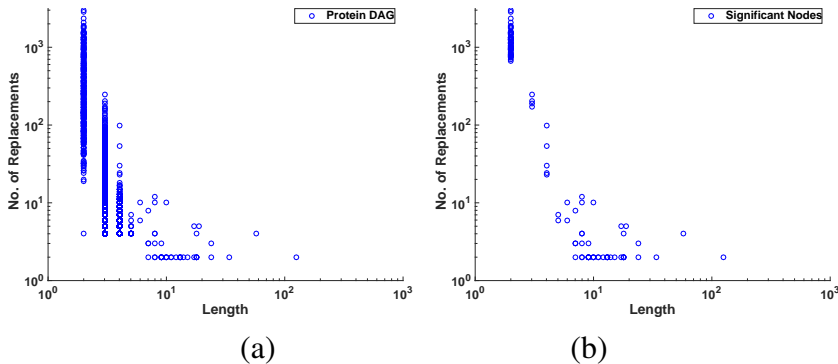 Protein DAG
No. of Replacements
10^3
10^2
10^1
10^0
10^0 10^1 10^2 10^3
Length
(a)
Significant Nodes
No. of Replacements
10^3
10^2
10^1
10^0
10^0 10^1 10^2 10^3
Length
(b)